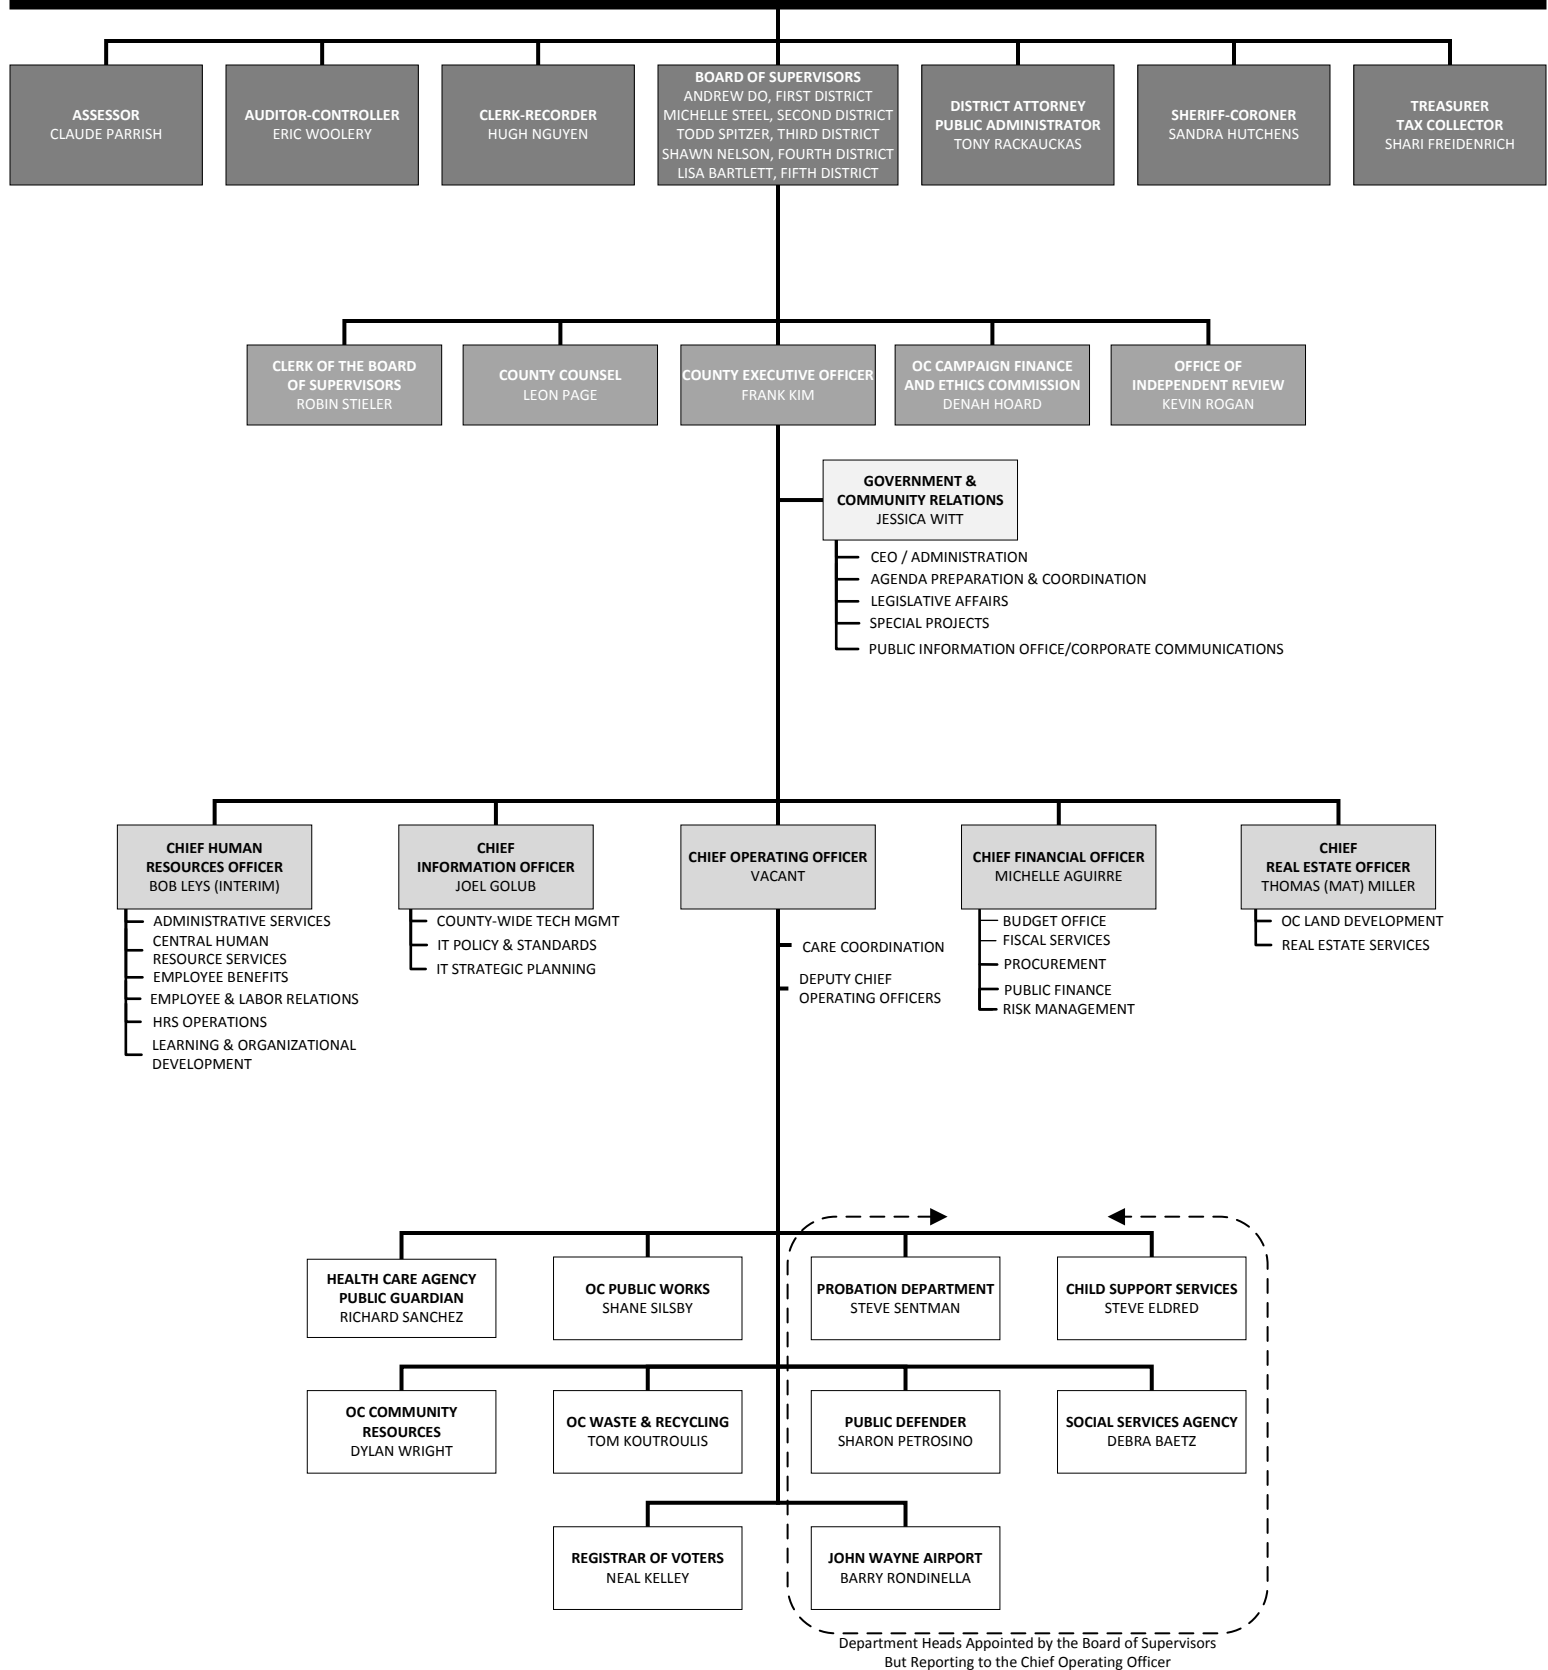 ASSESSOR
CLAUDE PARRISH
AUDITOR-CONTROLLER
ERIC WOOLERY
CLERK-RECORDER
HUGH NGUYEN
BOARD OF SUPERVISORS
ANDREW DO, FIRST DISTRICT
MICHELLE STEEL, SECOND DISTRICT
TODD SPITZER, THIRD DISTRICT
SHAWN NELSON, FOURTH DISTRICT
LISA BARTLETT, FIFTH DISTRICT
DISTRICT ATTORNEY
PUBLIC ADMINISTRATOR
TONY RACKAUCKAS
SHERIFF-CORONER
SANDRA HUTCHENS
TREASURER
TAX COLLECTOR
SHARI FREIDENRICH
CLERK OF THE BOARD
OF SUPERVISORS
ROBIN STIELER
COUNTY COUNSEL
LEON PAGE
COUNTY EXECUTIVE OFFICER
FRANK KIM
OC CAMPAIGN FINANCE
AND ETHICS COMMISSION
DENAH HOARD
OFFICE OF
INDEPENDENT REVIEW
KEVIN ROGAN
GOVERNMENT &
COMMUNITY RELATIONS
JESSICA WITT
CEO / ADMINISTRATION
AGENDA PREPARATION & COORDINATION
LEGISLATIVE AFFAIRS
SPECIAL PROJECTS
PUBLIC INFORMATION OFFICE/CORPORATE COMMUNICATIONS
CHIEF HUMAN
RESOURCES OFFICER
BOB LEYS (INTERIM)
ADMINISTRATIVE SERVICES
CENTRAL HUMAN
RESOURCE SERVICES
EMPLOYEE BENEFITS
EMPLOYEE & LABOR RELATIONS
HRS OPERATIONS
LEARNING & ORGANIZATIONAL
DEVELOPMENT
CHIEF
INFORMATION OFFICER
JOEL GOLUB
COUNTY-WIDE TECH MGMT
IT POLICY & STANDARDS
IT STRATEGIC PLANNING
CHIEF OPERATING OFFICER
VACANT
CARE COORDINATION
DEPUTY CHIEF
OPERATING OFFICERS
CHIEF FINANCIAL OFFICER
MICHELLE AGUIRRE
BUDGET OFFICE
FISCAL SERVICES
PROCUREMENT
PUBLIC FINANCE
RISK MANAGEMENT
CHIEF
REAL ESTATE OFFICER
THOMAS (MAT) MILLER
OC LAND DEVELOPMENT
REAL ESTATE SERVICES
HEALTH CARE AGENCY
PUBLIC GUARDIAN
RICHARD SANCHEZ
OC PUBLIC WORKS
SHANE SILSBY
PROBATION DEPARTMENT
STEVE SENTMAN
CHILD SUPPORT SERVICES
STEVE ELDRED
OC COMMUNITY
RESOURCES
DYLAN WRIGHT
OC WASTE & RECYCLING
TOM KOUTROULIS
PUBLIC DEFENDER
SHARON PETROSINO
SOCIAL SERVICES AGENCY
DEBRA BAETZ
REGISTRAR OF VOTERS
NEAL KELLEY
JOHN WAYNE AIRPORT
BARRY RONDINELLA
Department Heads Appointed by the Board of Supervisors
But Reporting to the Chief Operating Officer